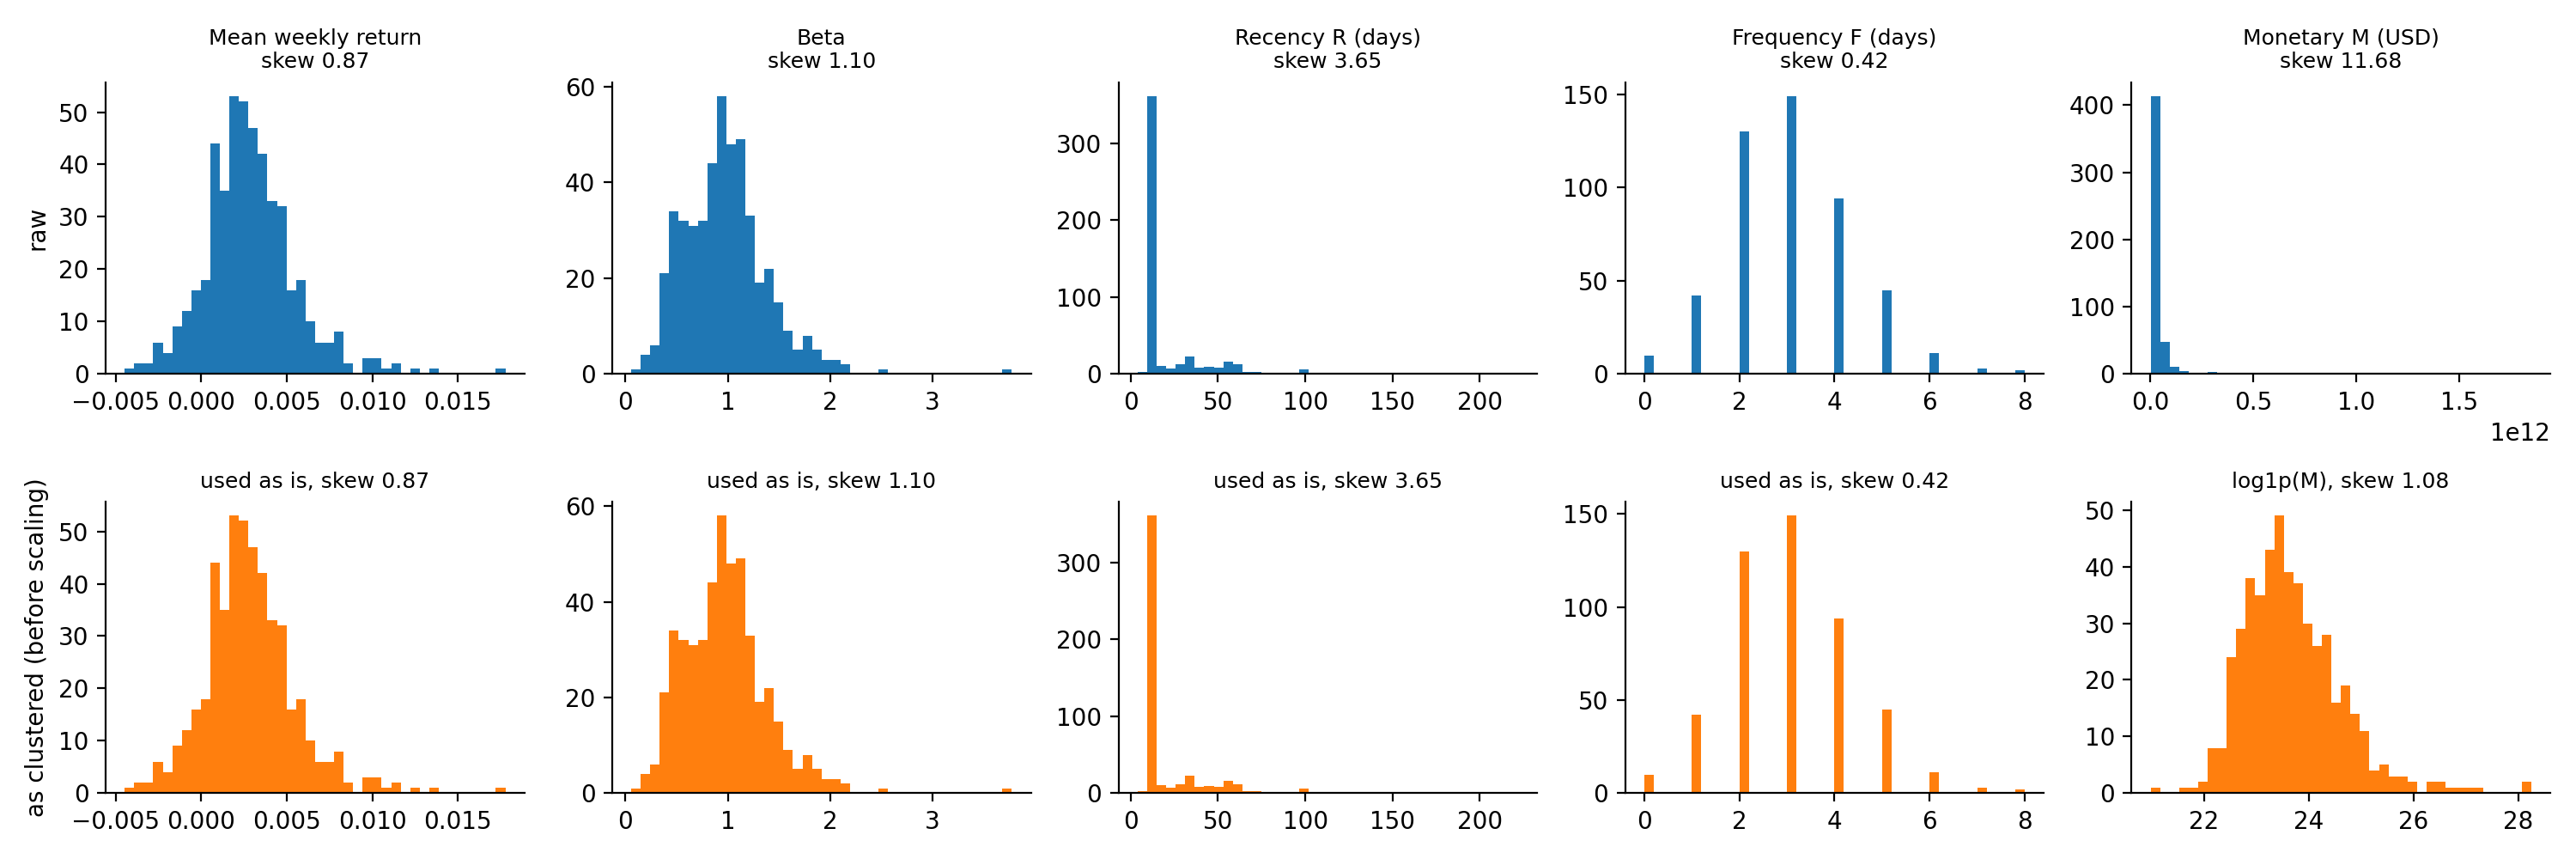 Mean weekly return
skew 0.87
Beta
skew 1.10
Recency R (days)
skew 3.65
Frequency F (days)
skew 0.42
Monetary M (USD)
skew 11.68
raw
50
40
30
20
10
0
−0.005 0.000 0.005 0.010 0.015
60
40
20
0
0 1 2 3
300
200
100
0
0 50 100 150 200
150
100
50
0
0 2 4 6 8
400
300
200
100
0
0.0 0.5 1.0 1.5
1e12
as clustered (before scaling)
used as is, skew 0.87
50
40
30
20
10
0
−0.005 0.000 0.005 0.010 0.015
used as is, skew 1.10
60
40
20
0
0 1 2 3
used as is, skew 3.65
300
200
100
0
0 50 100 150 200
used as is, skew 0.42
150
100
50
0
0 2 4 6 8
log1p(M), skew 1.08
50
40
30
20
10
0
22 24 26 28